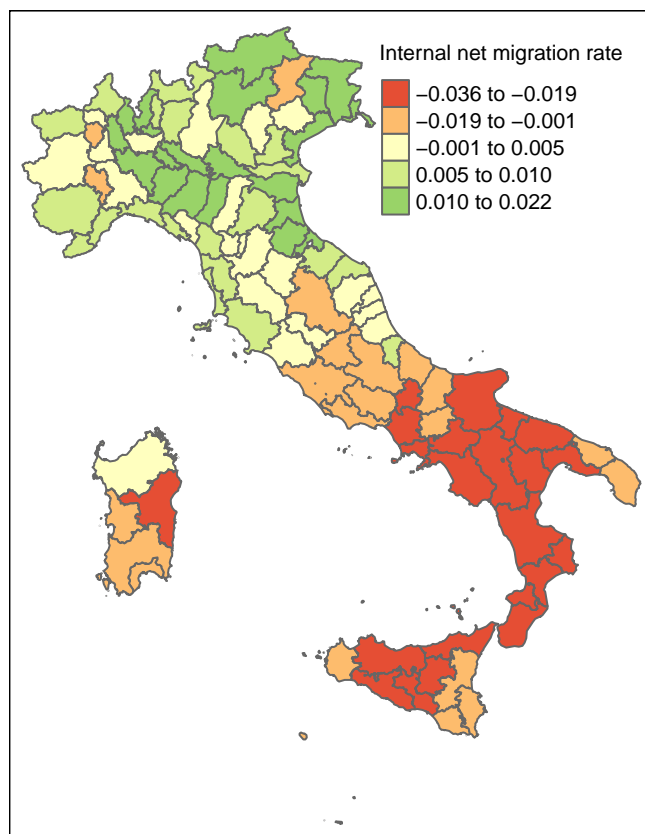 Internal net migration rate
−0.036 to −0.019
−0.019 to −0.001
−0.001 to 0.005
0.005 to 0.010
0.010 to 0.022